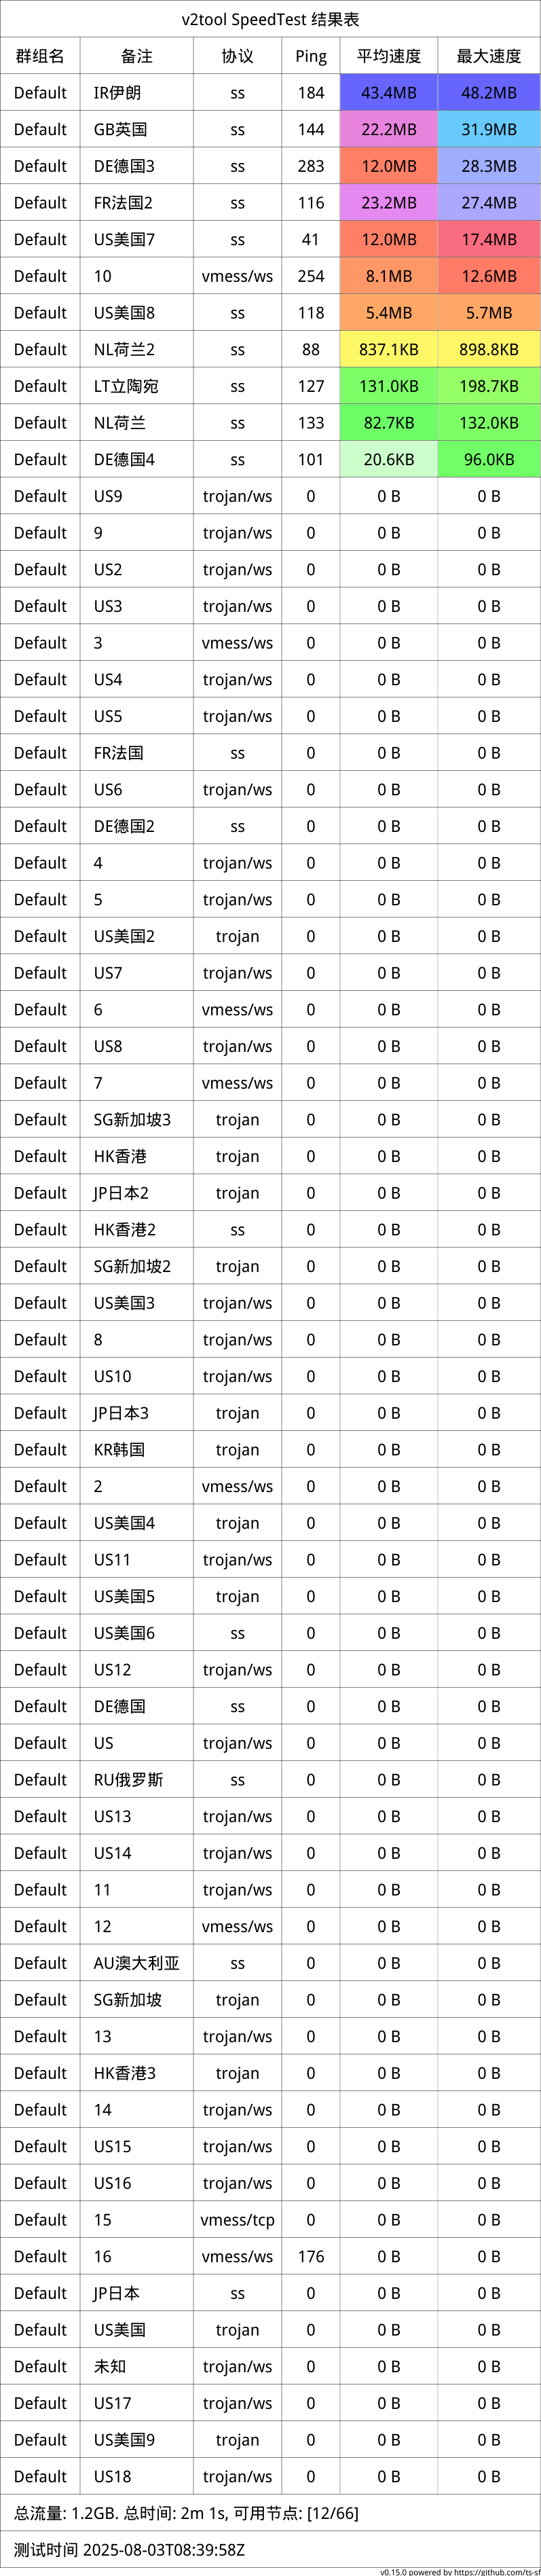 v2tool SpeedTest 结果表
群组名 备注 协议 Ping 平均速度 最大速度
Default IR伊朗 ss 184 43.4MB 48.2MB
Default GB英国 ss 144 22.2MB 31.9MB
Default DE德国3 ss 283 12.0MB 28.3MB
Default FR法国2 ss 116 23.2MB 27.4MB
Default US美国7 ss 41 12.0MB 17.4MB
Default 10 vmess/ws 254 8.1MB 12.6MB
Default US美国8 ss 118 5.4MB 5.7MB
Default NL荷兰2 ss 88 837.1KB 898.8KB
Default LT立陶宛 ss 127 131.0KB 198.7KB
Default NL荷兰 ss 133 82.7KB 132.0KB
Default DE德国4 ss 101 20.6KB 96.0KB
Default US9 trojan/ws 0 0 B 0 B
Default 9 trojan/ws 0 0 B 0 B
Default US2 trojan/ws 0 0 B 0 B
Default US3 trojan/ws 0 0 B 0 B
Default 3 vmess/ws 0 0 B 0 B
Default US4 trojan/ws 0 0 B 0 B
Default US5 trojan/ws 0 0 B 0 B
Default FR法国 ss 0 0 B 0 B
Default US6 trojan/ws 0 0 B 0 B
Default DE德国2 ss 0 0 B 0 B
Default 4 trojan/ws 0 0 B 0 B
Default 5 trojan/ws 0 0 B 0 B
Default US美国2 trojan 0 0 B 0 B
Default US7 trojan/ws 0 0 B 0 B
Default 6 vmess/ws 0 0 B 0 B
Default US8 trojan/ws 0 0 B 0 B
Default 7 vmess/ws 0 0 B 0 B
Default SG新加坡3 trojan 0 0 B 0 B
Default HK香港 trojan 0 0 B 0 B
Default JP日本2 trojan 0 0 B 0 B
Default HK香港2 ss 0 0 B 0 B
Default SG新加坡2 trojan 0 0 B 0 B
Default US美国3 trojan/ws 0 0 B 0 B
Default 8 trojan/ws 0 0 B 0 B
Default US10 trojan/ws 0 0 B 0 B
Default JP日本3 trojan 0 0 B 0 B
Default KR韩国 trojan 0 0 B 0 B
Default 2 vmess/ws 0 0 B 0 B
Default US美国4 trojan 0 0 B 0 B
Default US11 trojan/ws 0 0 B 0 B
Default US美国5 trojan 0 0 B 0 B
Default US美国6 ss 0 0 B 0 B
Default US12 trojan/ws 0 0 B 0 B
Default DE德国 ss 0 0 B 0 B
Default US trojan/ws 0 0 B 0 B
Default RU俄罗斯 ss 0 0 B 0 B
Default US13 trojan/ws 0 0 B 0 B
Default US14 trojan/ws 0 0 B 0 B
Default 11 trojan/ws 0 0 B 0 B
Default 12 vmess/ws 0 0 B 0 B
Default AU澳大利亚 ss 0 0 B 0 B
Default SG新加坡 trojan 0 0 B 0 B
Default 13 trojan/ws 0 0 B 0 B
Default HK香港3 trojan 0 0 B 0 B
Default 14 trojan/ws 0 0 B 0 B
Default US15 trojan/ws 0 0 B 0 B
Default US16 trojan/ws 0 0 B 0 B
Default 15 vmess/tcp 0 0 B 0 B
Default 16 vmess/ws 176 0 B 0 B
Default JP日本 ss 0 0 B 0 B
Default US美国 trojan 0 0 B 0 B
Default 未知 trojan/ws 0 0 B 0 B
Default US17 trojan/ws 0 0 B 0 B
Default US美国9 trojan 0 0 B 0 B
Default US18 trojan/ws 0 0 B 0 B
总流量: 1.2GB. 总时间: 2m 1s, 可用节点: [12/66]
测试时间 2025-08-03T08:39:58Z
v0.15.0 powered by https://github.com/ts-sf